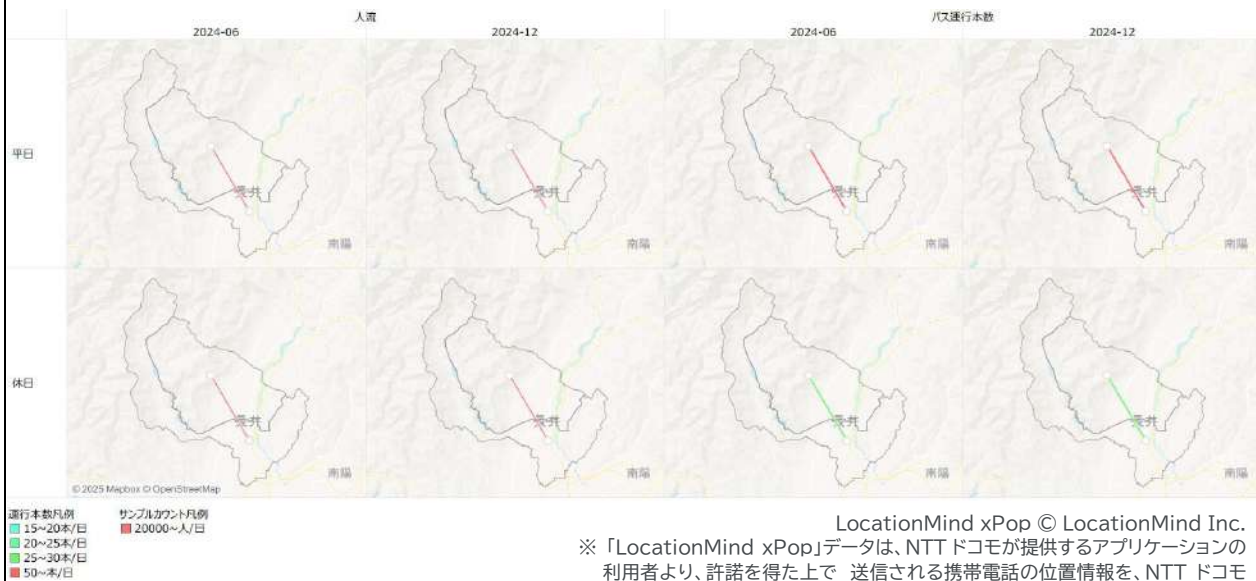 人流
バス運行本数
2024-06
2024-12
2024-06
2024-12
平日
長井
南陽
長井
南陽
長井
南陽
長井
南陽
休日
長井
南陽
長井
南陽
長井
南陽
長井
南陽
© 2025 Mapbox © OpenStreetMap
運行本数凡例
15~20本/日
20~25本/日
25~30本/日
50~本/日
サンプルカウント凡例
20000~人/日
LocationMind xPop © LocationMind Inc.
※ 「LocationMind xPop」データは、NTTドコモが提供するアプリケーションの
利用者より、許諾を得た上で 送信される携帯電話の位置情報を、NTT ドコモ